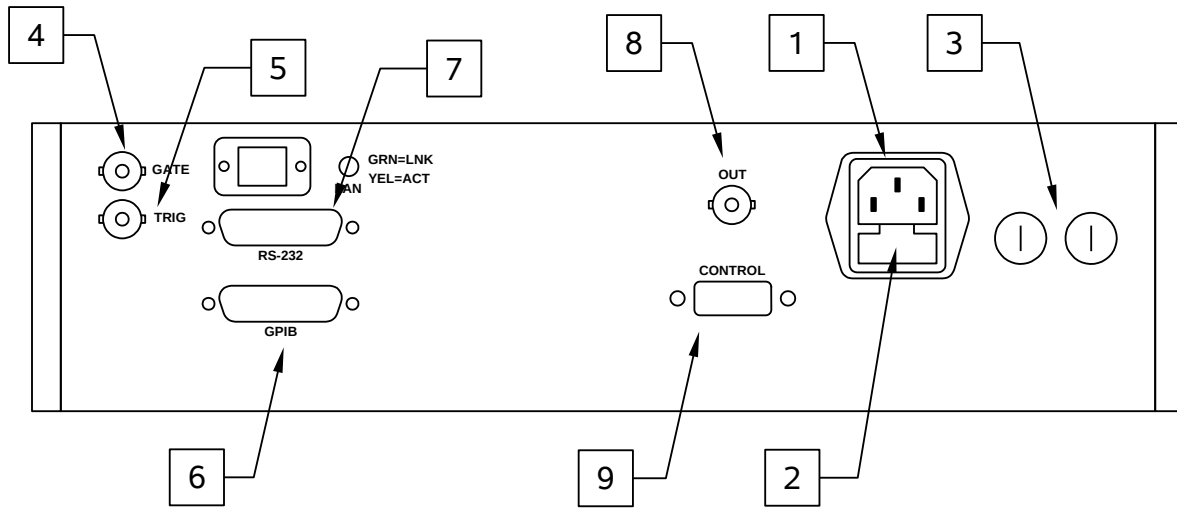 4
5
7
8
1
3
GATE
GRN=LNK
YEL=ACT
TRIG
OUT
RS-232
CONTROL
GPIB
6
9
2